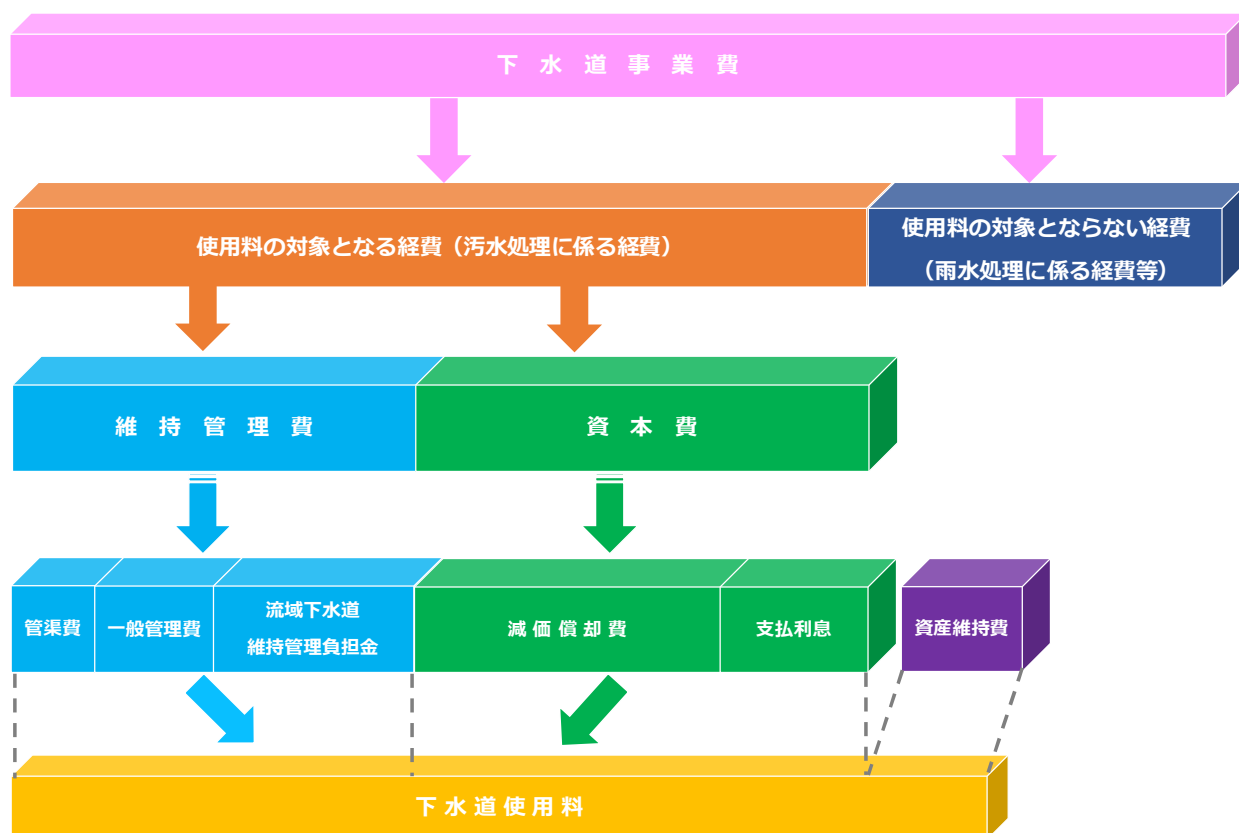 下水道事業費
使用料の対象となる経費（汚水処理に係る経費）
使用料の対象とならない経費
（雨水処理に係る経費等）
維持管理費
資本費
管渠費
一般管理費
流域下水道
維持管理負担金
減価償却費
支払利息
資産維持費
下水道使用料